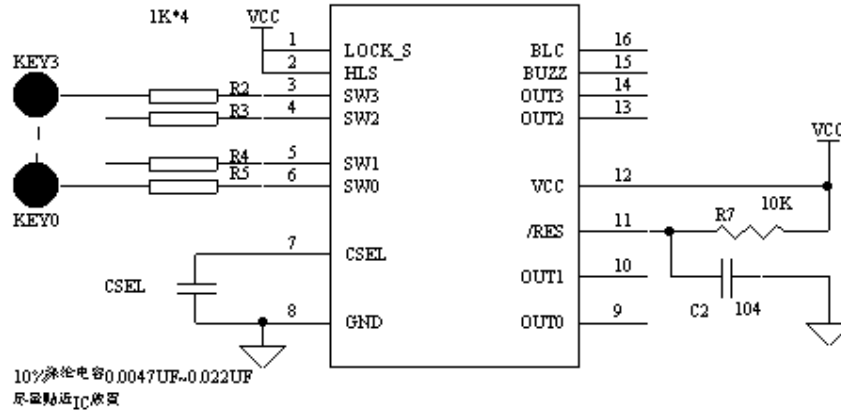 1K*4
VCC
KEY3
1
LOCK_S
BLC
16
2
HLS
BUZZ
15
R2
3
SW3
OUT3
14
R3
4
SW2
OUT2
13
VCC
R4
5
SW1
R5
6
SW0
VCC
12
KEY0
/RES
11
R7
10K
7
CSEL
OUT1
10
CSEL
C2
104
8
GND
OUT0
9
10%涤纶电容0.0047UF~0.022UF
尽量贴近IC放置